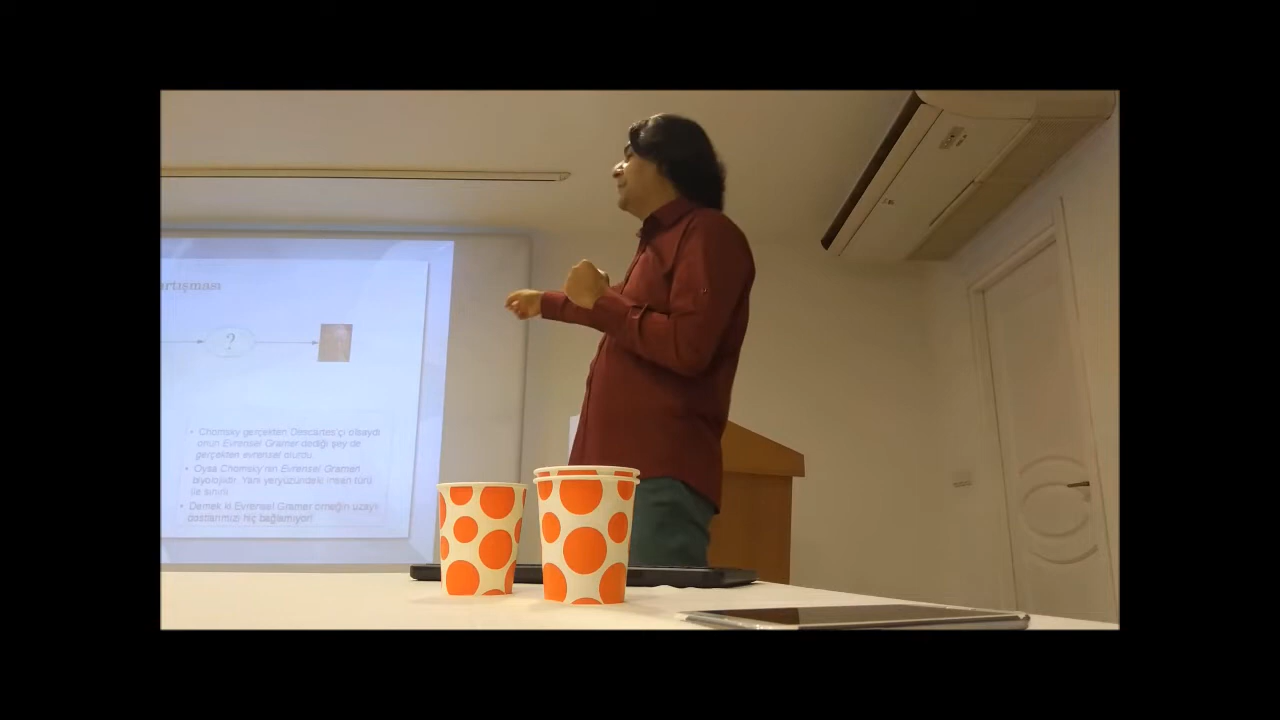 artışması
?
• Chomsky gerçekten Descartes'çı olsaydı
onun Evrensel Gramer dediği şey de
gerçekten evrensel olurdu.
• Oysa Chomsky'nin Evrensel Grameri
biyolojiktir. Yani yeryüzündeki insan türü
ile sınırlı.
• Demek ki Evrensel Gramer örneğin uzaylı
dostlarımızı hiç bağlamıyor!